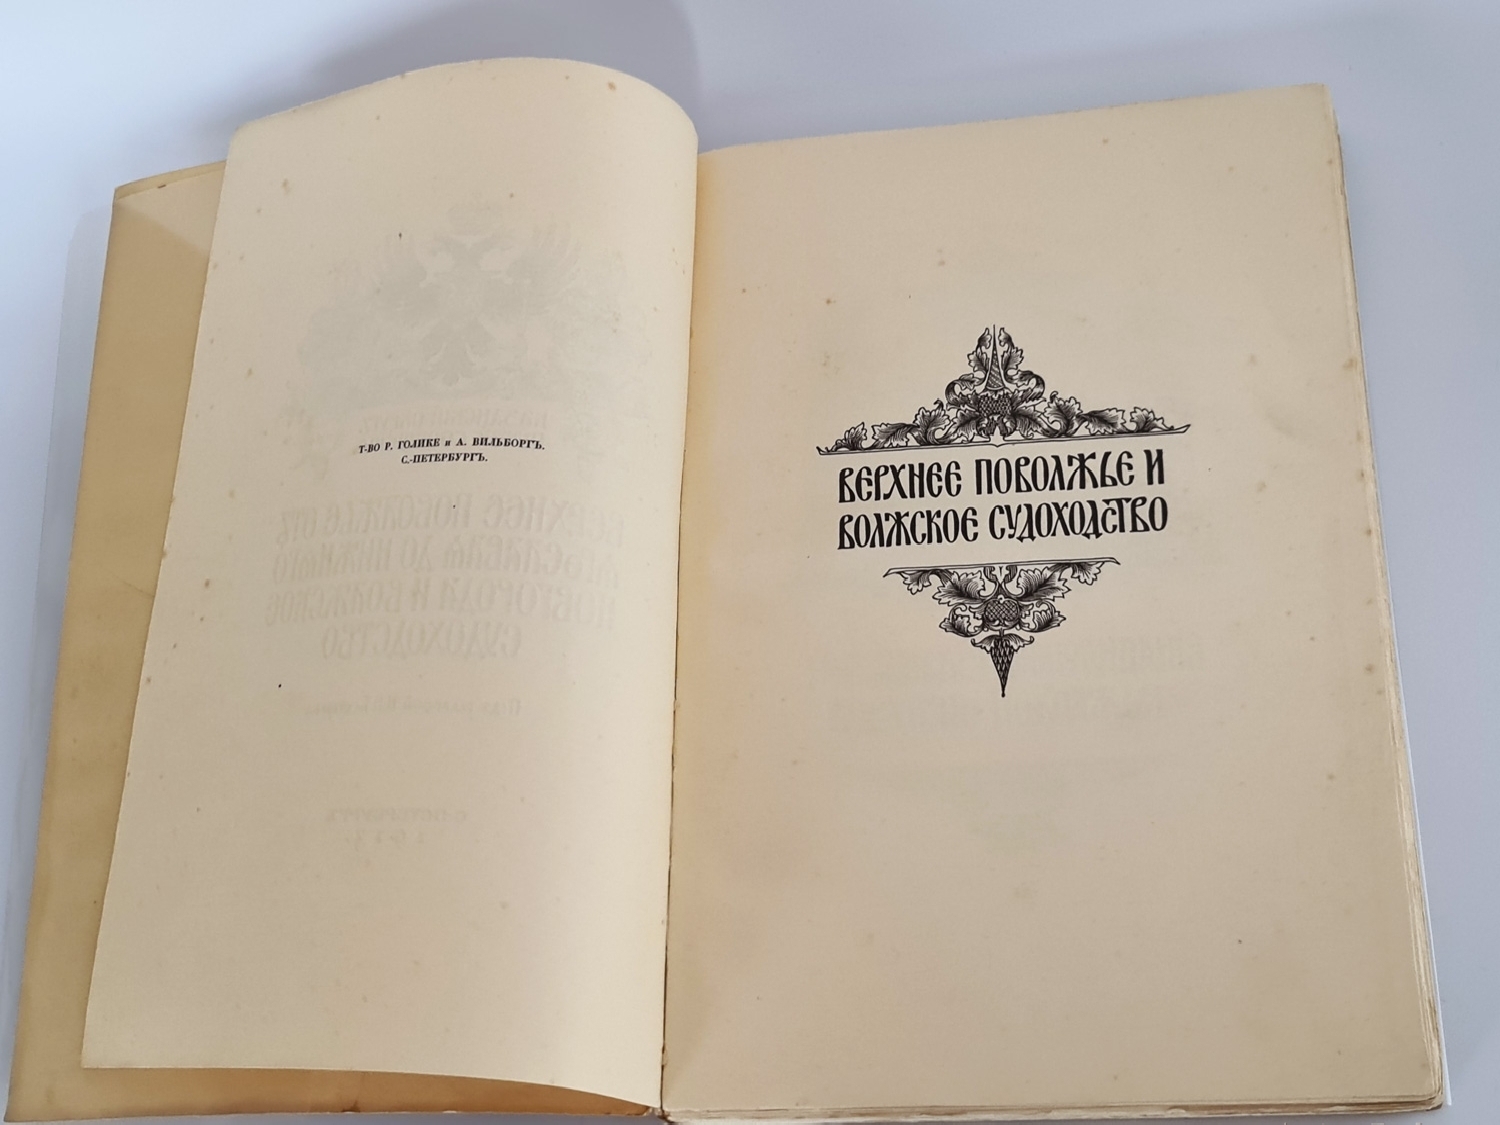 Т-ВО Р. ГОЛИКЕ и А. ВИЛЬБОРГЪ.
С.-ПЕТЕРБУРГЪ.
ВЕРХНЕЕ ПОВОЛЖЬЕ И
ВОЛЖСКОЕ СУДОХОДСТВО